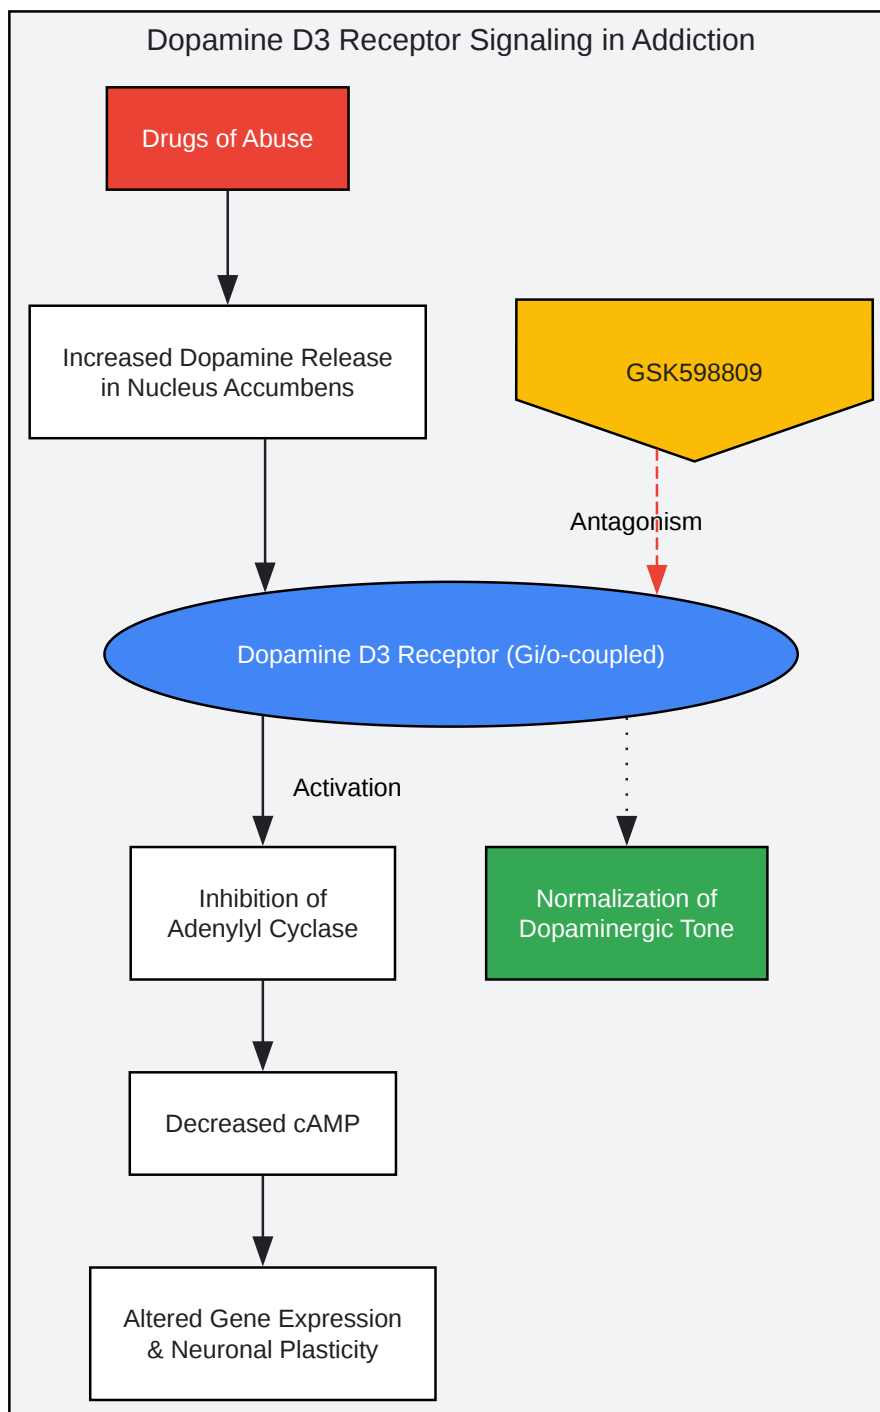 Dopamine D3 Receptor Signaling in Addiction
Drugs of Abuse
Increased Dopamine Release
in Nucleus Accumbens
GSK598809
Antagonism
Dopamine D3 Receptor (Gi/o-coupled)
Activation
Inhibition of
Adenylyl Cyclase
Normalization of
Dopaminergic Tone
Decreased cAMP
Altered Gene Expression
& Neuronal Plasticity